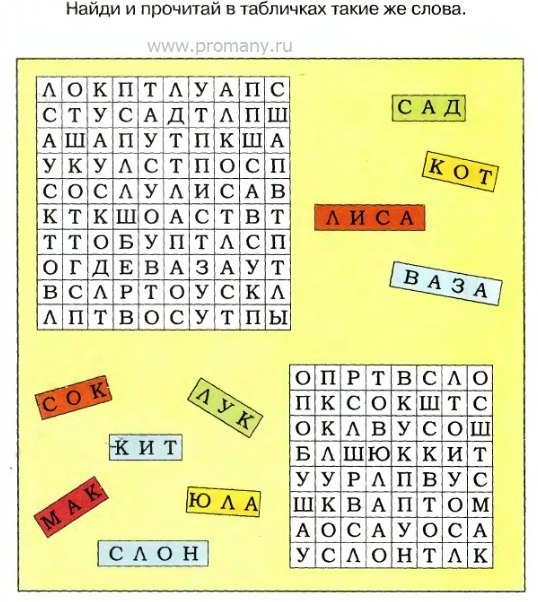 Найди и прочитай в табличках такие же слова.
www.promany.ru
Л О К П Т Л У А П С
С Т У С А Д Т Л П Ш
А Ш А П У Т П К Ш А
У К У Л С Т П О С П
С О С Л У Л И С А В
К Т К Ш О А С Т В Т
Т Т О Б У П Т Л С П
О Г Д Е В А З А У Т
В С Л Р Т О У С К Л
Л П Т В О С У Т П Ы
САД
КОТ
ЛИСА
ВАЗА
СОК
ЛУК
КИТ
МАК
ЮЛА
СЛОН
О П Р Т В С Л О
П К С О К Ш Т С
О К Л В У С О Ш
Б Л Ш Ю К К И Т
У У Р Л П В У С
Ш К В А П Т О М
А О С А У О С А
У С Л О Н Т Л К